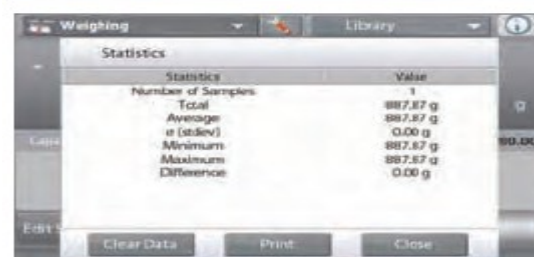 Weighing Library
Statistics
Statistics Value
Number of Samples 1
Total 887.87 g
Average 887.87 g
σ (stdev) 0.00 g
Minimum 887.87 g
Maximum 887.87 g
Difference 0.00 g
g
Edit
Clear Data Print Close